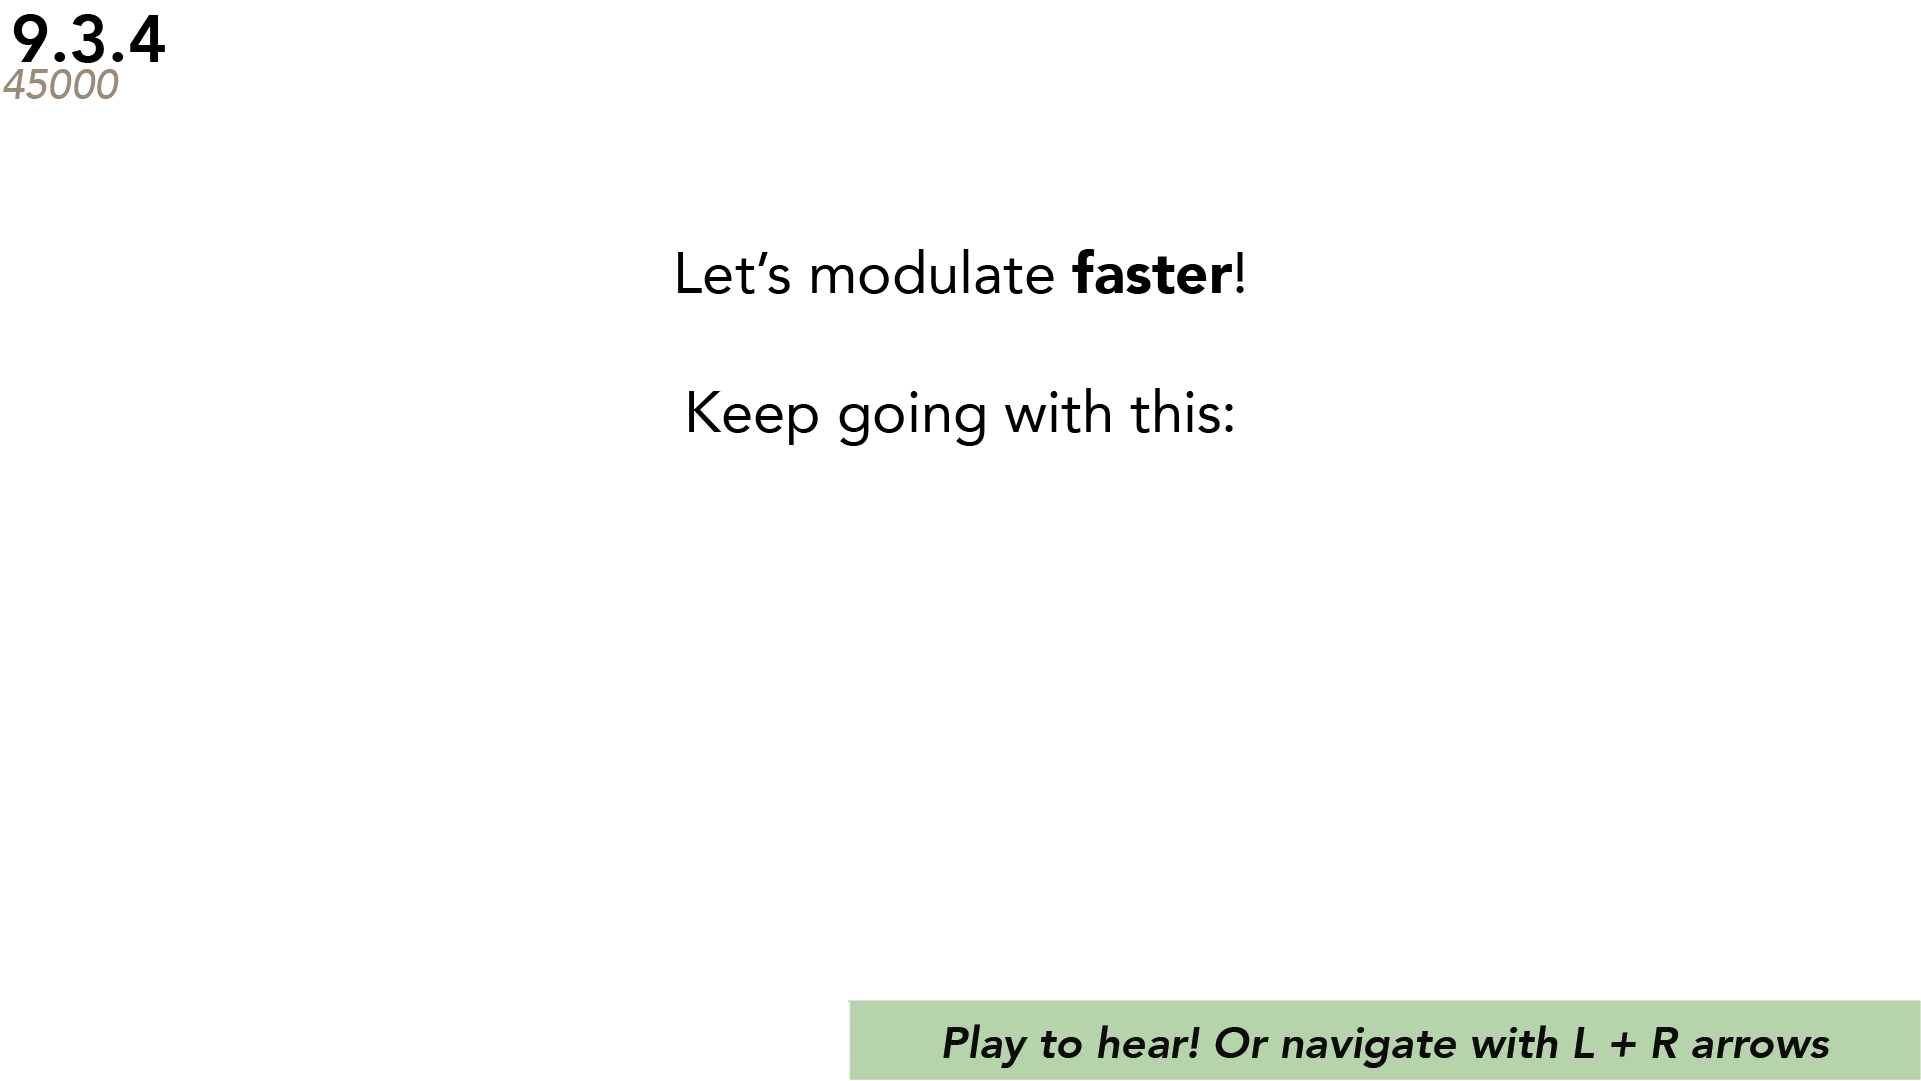 9.3.4
45000
Let’s modulate faster!
Keep going with this:
Play to hear! Or navigate with L + R arrows